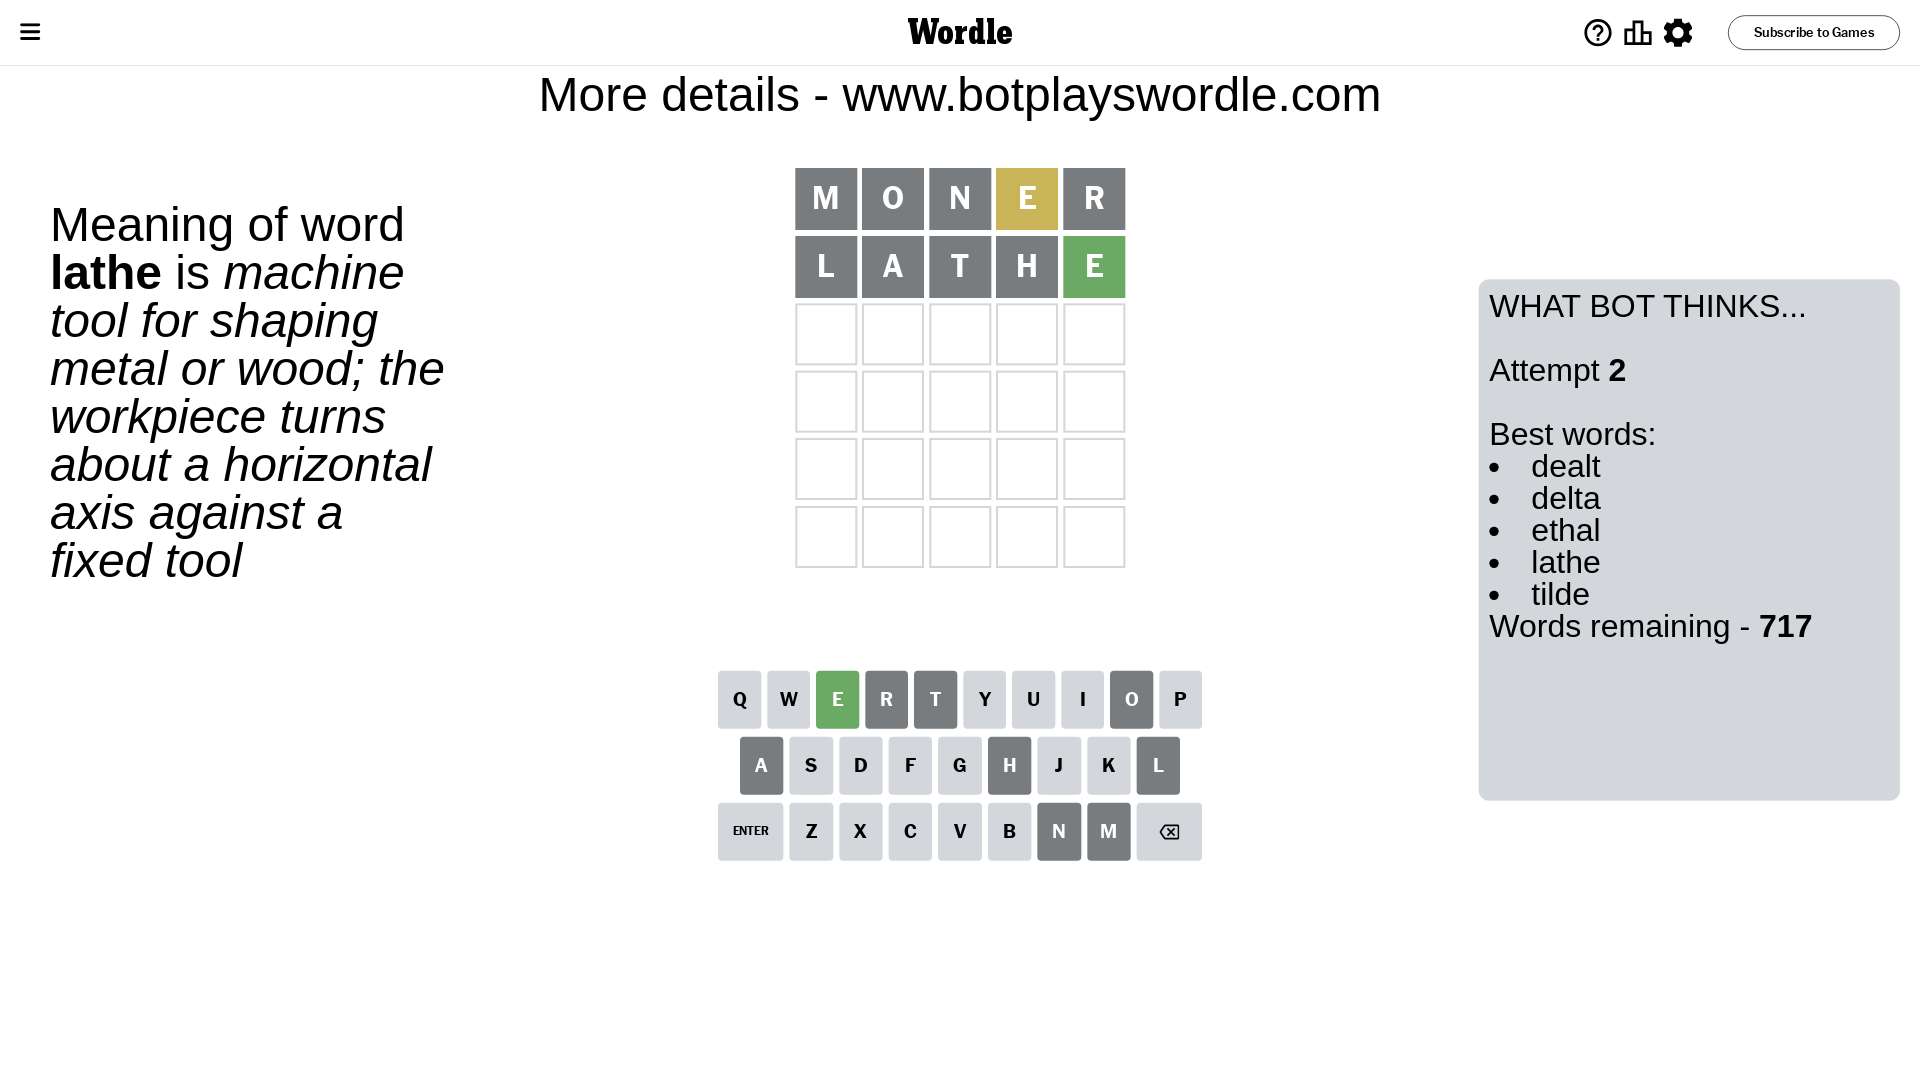 Wordle
Subscribe to Games
More details - www.botplayswordle.com
Meaning of word
lathe is machine
tool for shaping
metal or wood; the
workpiece turns
about a horizontal
axis against a
fixed tool
M O N E R
L A T H E
WHAT BOT THINKS...
Attempt 2
Best words:
• dealt
• delta
• ethal
• lathe
• tilde
Words remaining - 717
Q W E R T Y U I O P
A S D F G H J K L
ENTER Z X C V B N M